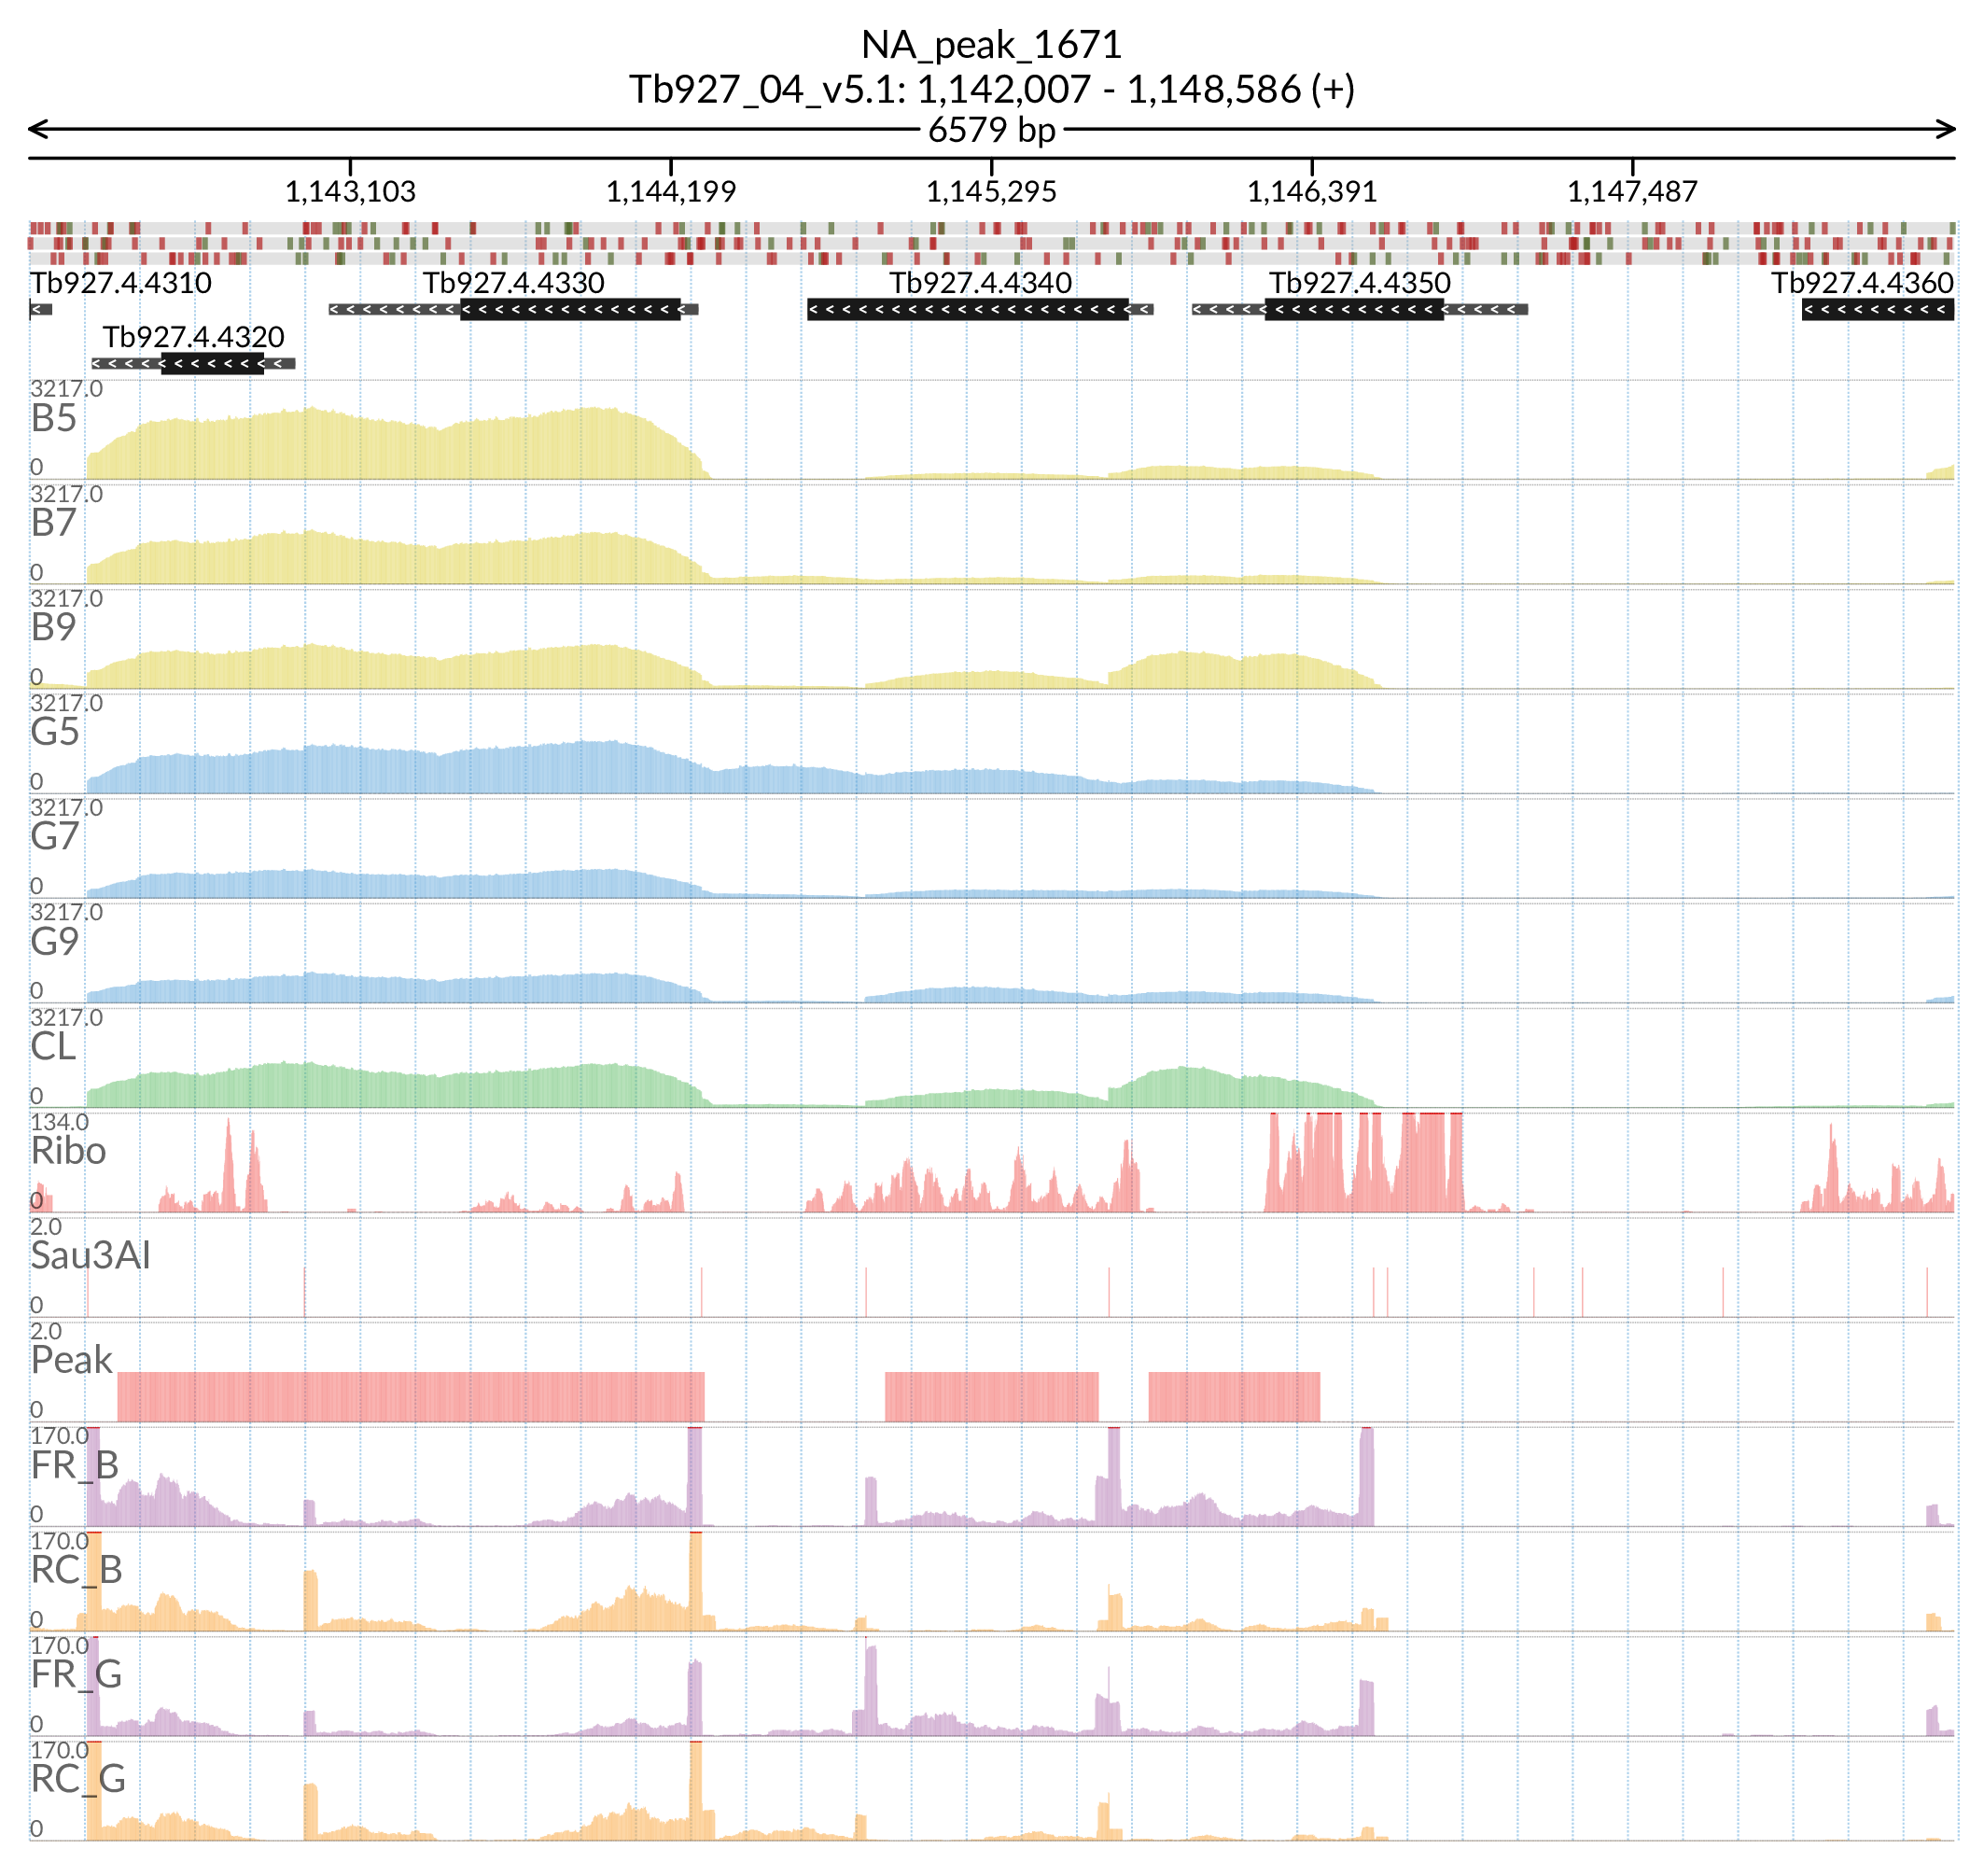 NA_peak_1671
Tb927_04_v5.1: 1,142,007 - 1,148,586 (+)
6579 bp
1,143,103 1,144,199 1,145,295 1,146,391 1,147,487
Tb927.4.4310 Tb927.4.4330 Tb927.4.4340 Tb927.4.4350 Tb927.4.4360
Tb927.4.4320
3217.0
B5
0
3217.0
B7
0
3217.0
B9
0
3217.0
G5
0
3217.0
G7
0
3217.0
G9
0
3217.0
CL
0
134.0
Ribo
0
2.0
Sau3AI
0
2.0
Peak
0
170.0
FR_B
0
170.0
RC_B
0
170.0
FR_G
0
170.0
RC_G
0